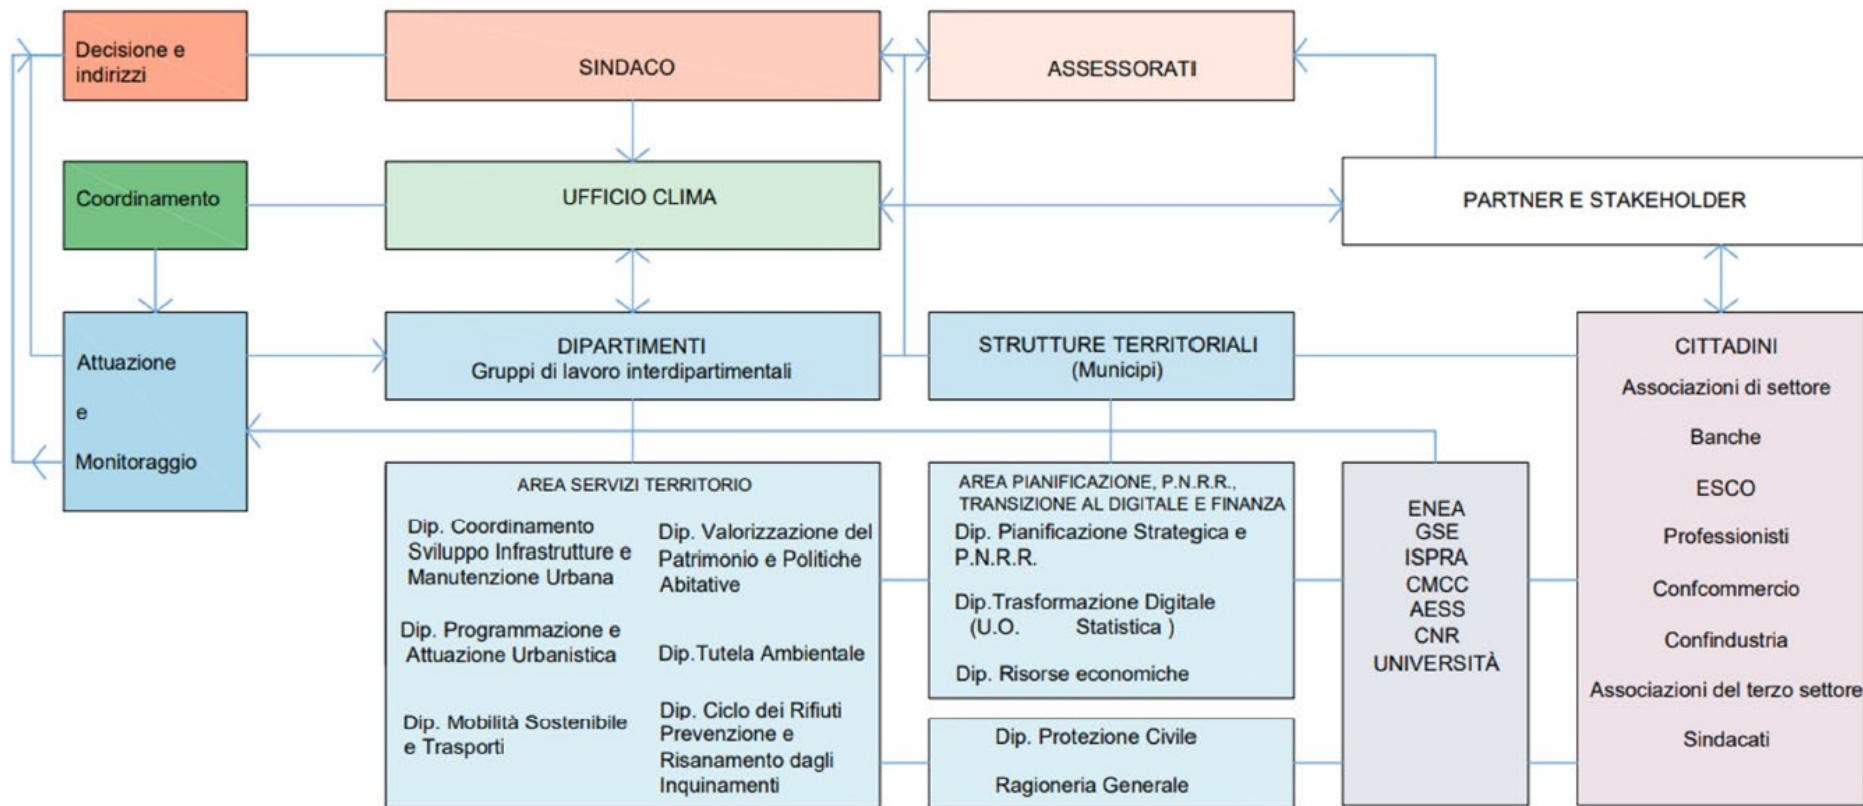 Decisione e
indirizzi
SINDACO
ASSESSORATI
Coordinamento
UFFICIO CLIMA
PARTNER E STAKEHOLDER
Attuazione
e
Monitoraggio
DIPARTIMENTI
Gruppi di lavoro interdipartimentali
STRUTTURE TERRITORIALI
(Municipi)
CITTADINI
Associazioni di settore
Banche
ESCO
Professionisti
Confcommercio
Confindustria
Associazioni del terzo settore
Sindacati
AREA SERVIZI TERRITORIO
Dip. Coordinamento
Sviluppo Infrastrutture e
Manutenzione Urbana
Dip. Programmazione e
Attuazione Urbanistica
Dip. Mobilità Sostenibile
e Trasporti
Dip. Valorizzazione del
Patrimonio e Politiche
Abitative
Dip.Tutela Ambientale
Dip. Ciclo dei Rifiuti
Prevenzione e
Risanamento dagli
Inquinamenti
AREA PIANIFICAZIONE, P.N.R.R.,
TRANSIZIONE AL DIGITALE E FINANZA
Dip. Pianificazione Strategica e
P.N.R.R.
Dip.Trasformazione Digitale
(U.O. Statistica )
Dip. Risorse economiche
Dip. Protezione Civile
Ragioneria Generale
ENEA
GSE
ISPRA
CMCC
AESS
CNR
UNIVERSITÀ